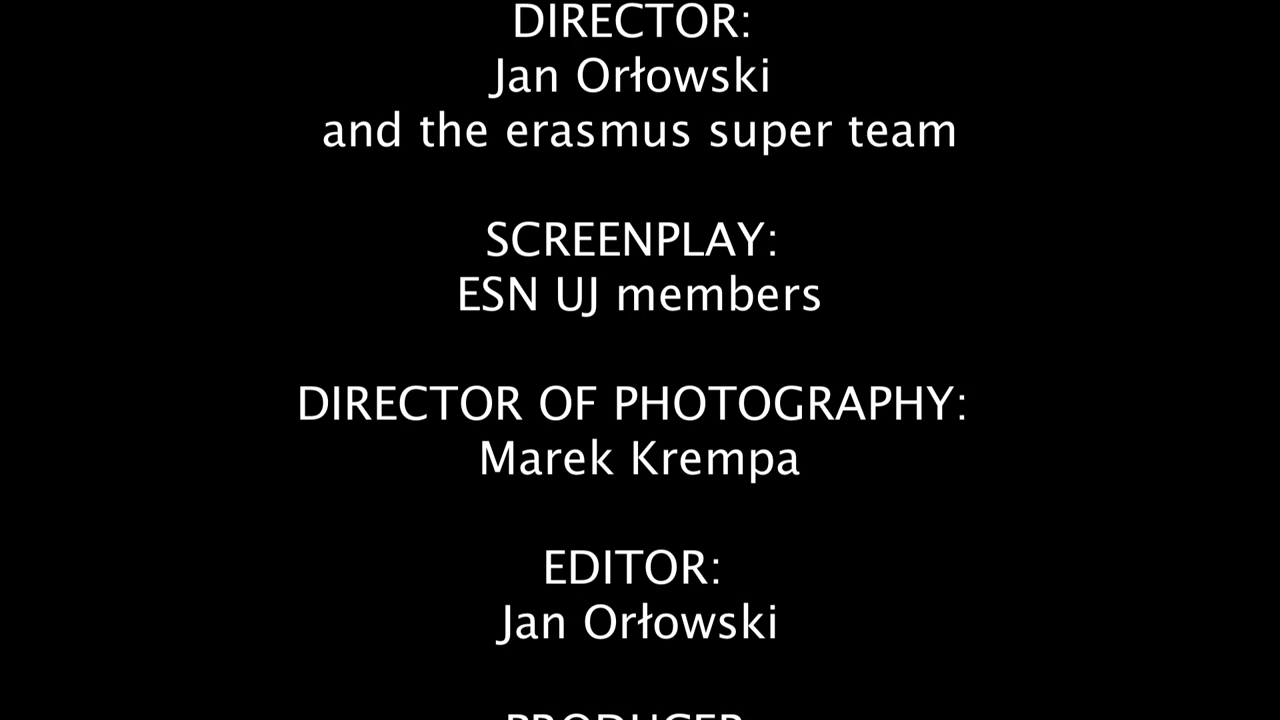 DIRECTOR:
Jan Orłowski
and the erasmus super team
SCREENPLAY:
ESN UJ members
DIRECTOR OF PHOTOGRAPHY:
Marek Krempa
EDITOR:
Jan Orłowski
PRODUCER